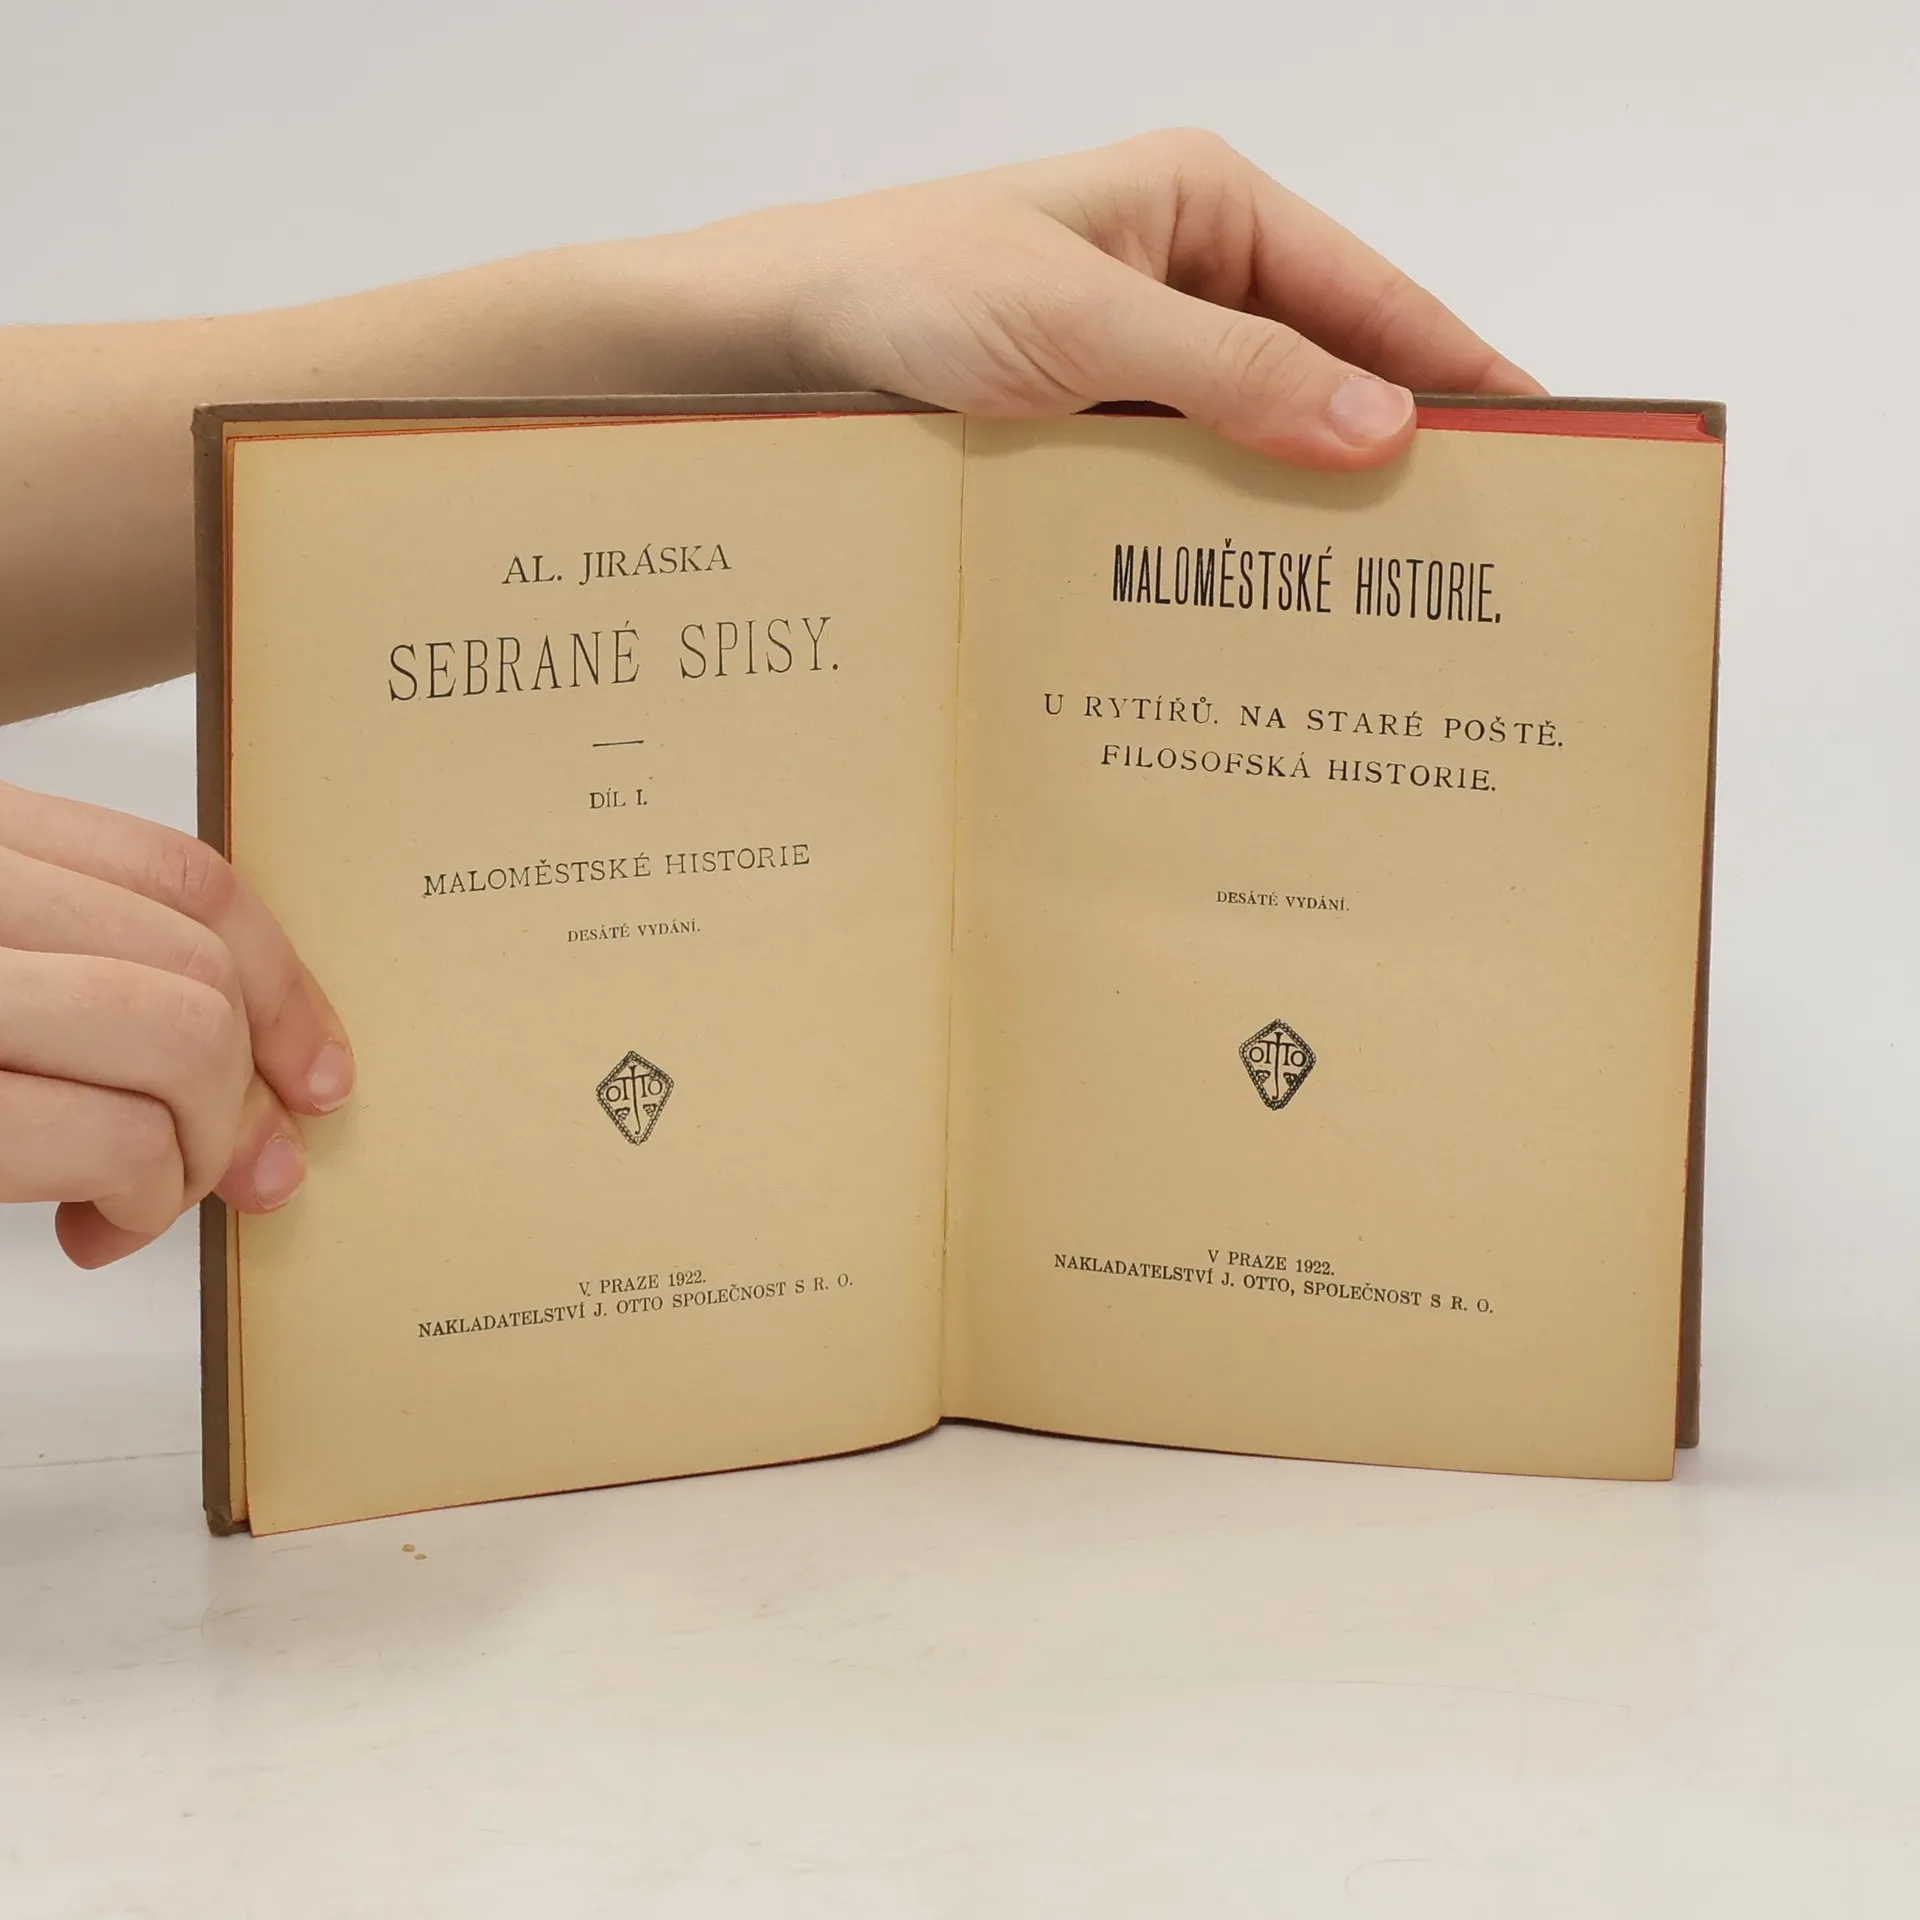 AL. JIRÁSKA
SEBRANÉ SPISY.
DÍL I.
MALOMĚSTSKÉ HISTORIE
DESÁTÉ VYDÁNÍ.
OTTO
V PRAZE 1922.
NAKLADATELSTVÍ J. OTTO SPOLEČNOST S R. O.
MALOMĚSTSKÉ HISTORIE.
U RYTÍŘŮ. NA STARÉ POŠTĚ.
FILOSOFSKÁ HISTORIE.
DESÁTÉ VYDÁNÍ.
OTTO
V PRAZE 1922.
NAKLADATELSTVÍ J. OTTO, SPOLEČNOST S R. O.